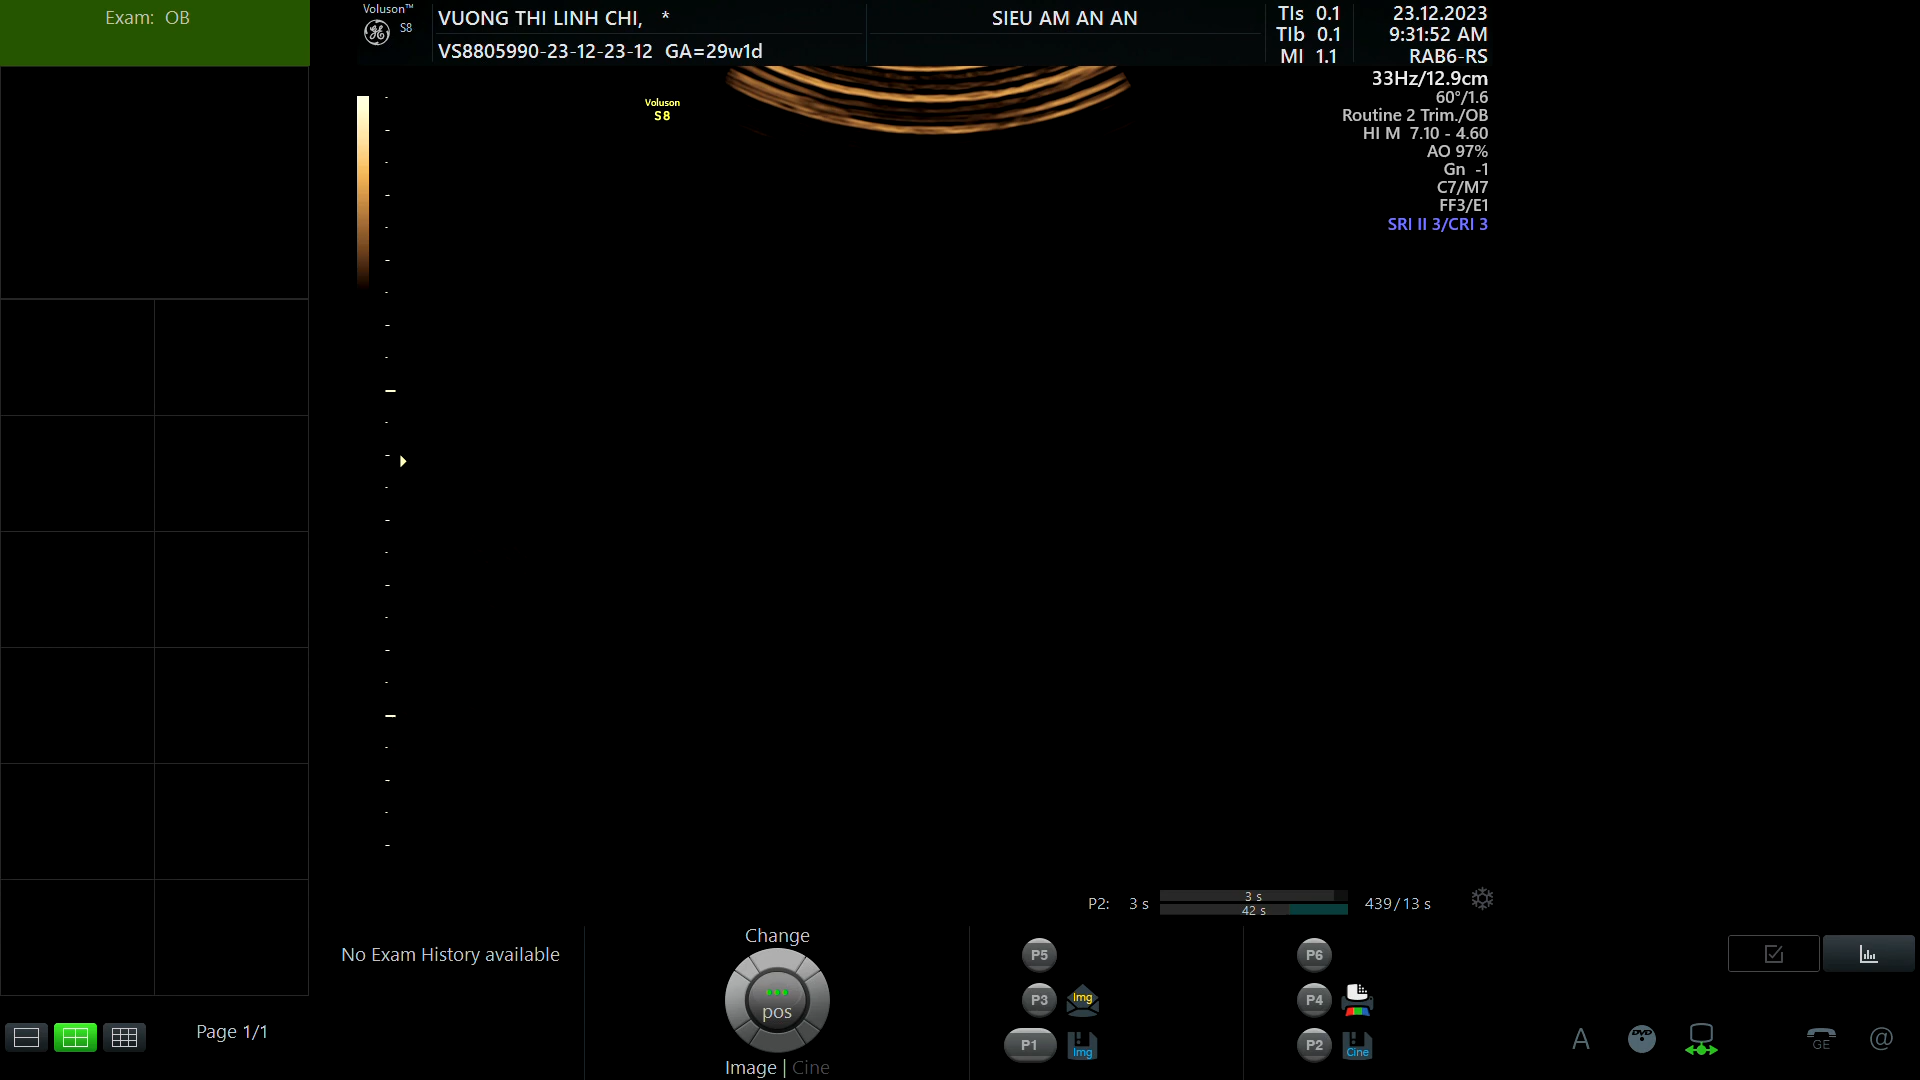 Exam: OB
Voluson™
S8
VUONG THI LINH CHI, *
VS8805990-23-12-23-12 GA=29w1d
SIEU AM AN AN
TIs 0.1
TIb 0.1
MI 1.1
23.12.2023
9:31:52 AM
RAB6-RS
33Hz/12.9cm
60°/1.6
Routine 2 Trim./OB
HI M 7.10 - 4.60
AO 97%
Gn -1
C7/M7
FF3/E1
SRI II 3/CRI 3
Voluson
S8
P2: 3 s
3 s
42 s
439/13 s
No Exam History available
Change
pos
Image | Cine
P5
P3
Img
P1
Img
P6
P4
P2
Cine
Page 1/1
A
DVD
GE
@